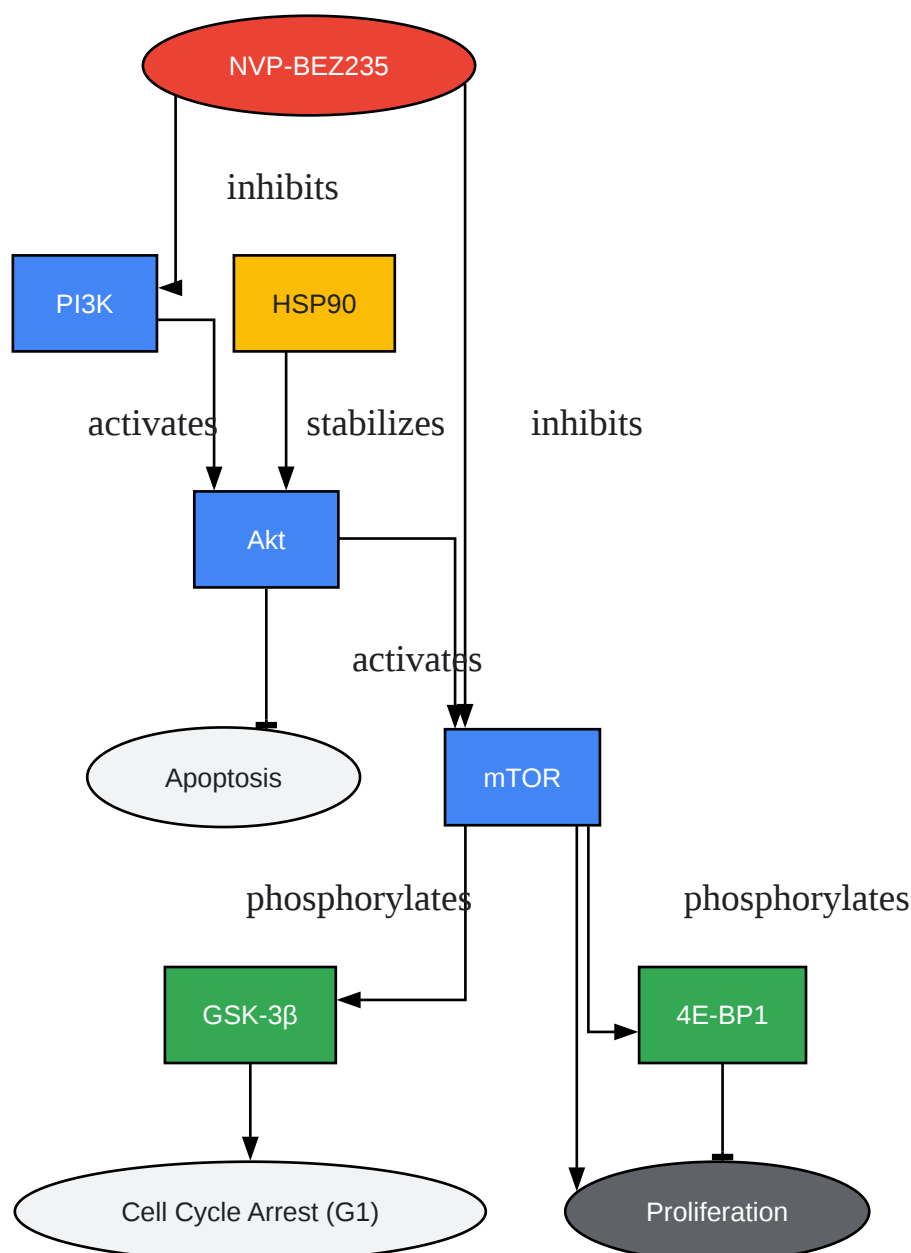 NVP-BEZ235
inhibits
PI3K
HSP90
activates
stabilizes
inhibits
Akt
activates
Apoptosis
mTOR
phosphorylates
phosphorylates
GSK-3β
4E-BP1
Cell Cycle Arrest (G1)
Proliferation